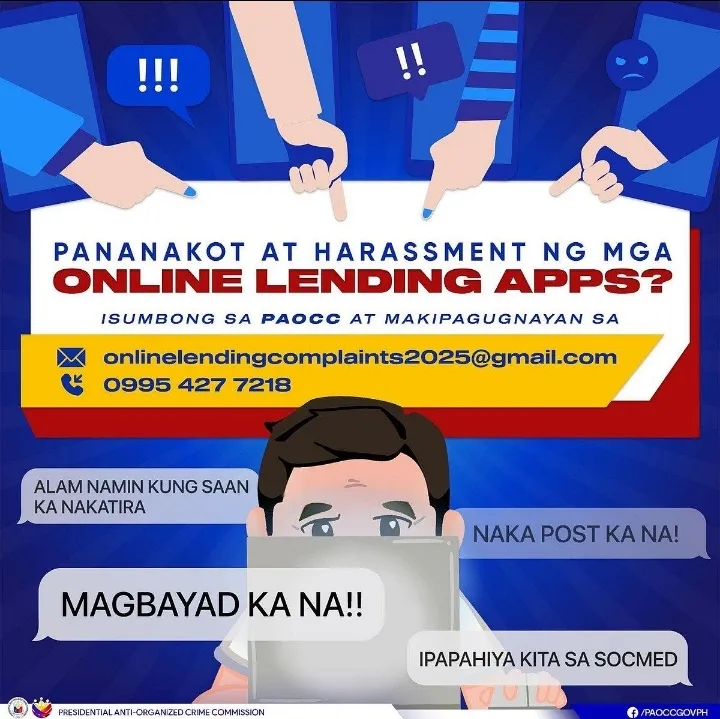 !!!
!!
PANANAKOT AT HARASSMENT NG MGA
ONLINE LENDING APPS?
ISUMBONG SA PAOCC AT MAKIPAGUGNAYAN SA
onlinelendingcomplaints2025@gmail.com
0995 427 7218
ALAM NAMIN KUNG SAAN
KA NAKATIRA
NAKA POST KA NA!
MAGBAYAD KA NA!!
IPAPAHIYA KITA SA SOCMED
PRESIDENTIAL ANTI-ORGANIZED CRIME COMMISSION
/PAOCCGOVPH